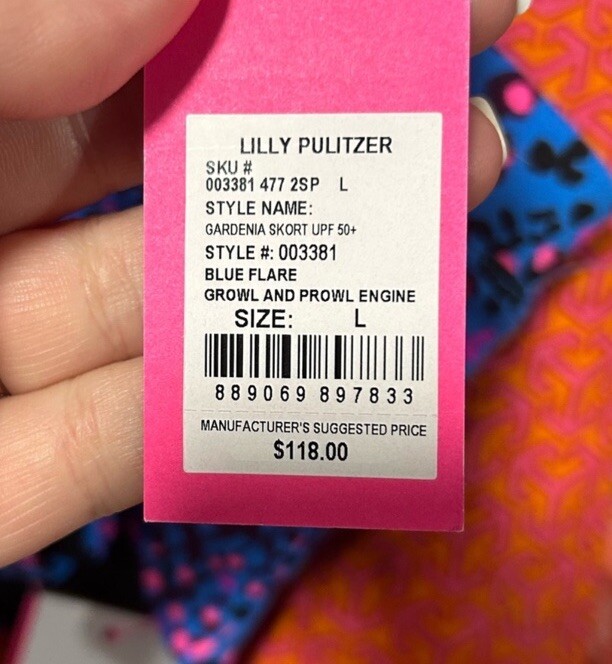 LILLY PULITZER
SKU #
003381 477 2SP L
STYLE NAME:
GARDENIA SKORT UPF 50+
STYLE #: 003381
BLUE FLARE
GROWL AND PROWL ENGINE
SIZE: L
889069 897833
MANUFACTURER'S SUGGESTED PRICE
$118.00